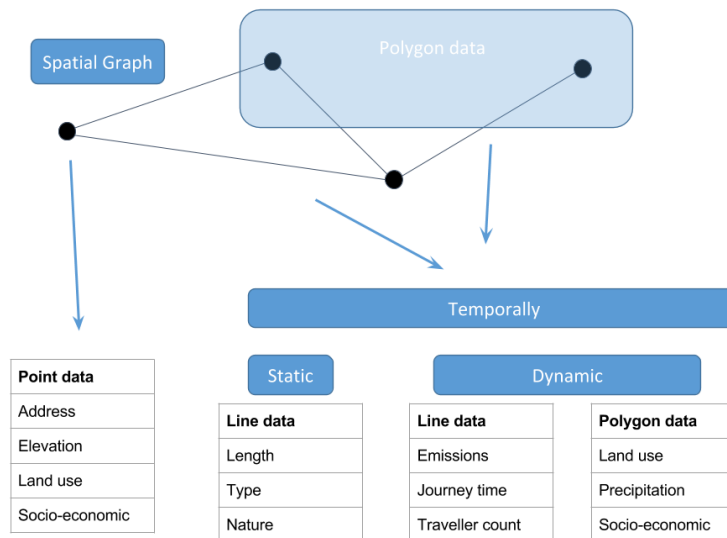 Spatial Graph
Polygon data
Temporally
Static
Dynamic
Point data
Address
Elevation
Land use
Socio-economic
Line data
Length
Type
Nature
Line data
Emissions
Journey time
Traveller count
Polygon data
Land use
Precipitation
Socio-economic